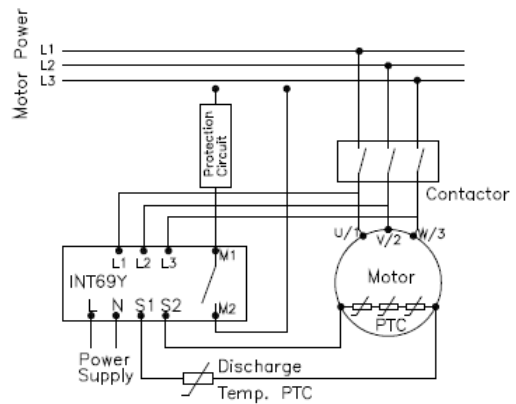 Motor Power
L1
L2
L3
Protection
Circuit
Contactor
U/1
V/2
W/3
L1 L2 L3
M1
INT69Y
Motor
L N S1 S2
M2
PTC
Power
Supply
Discharge
Temp. PTC